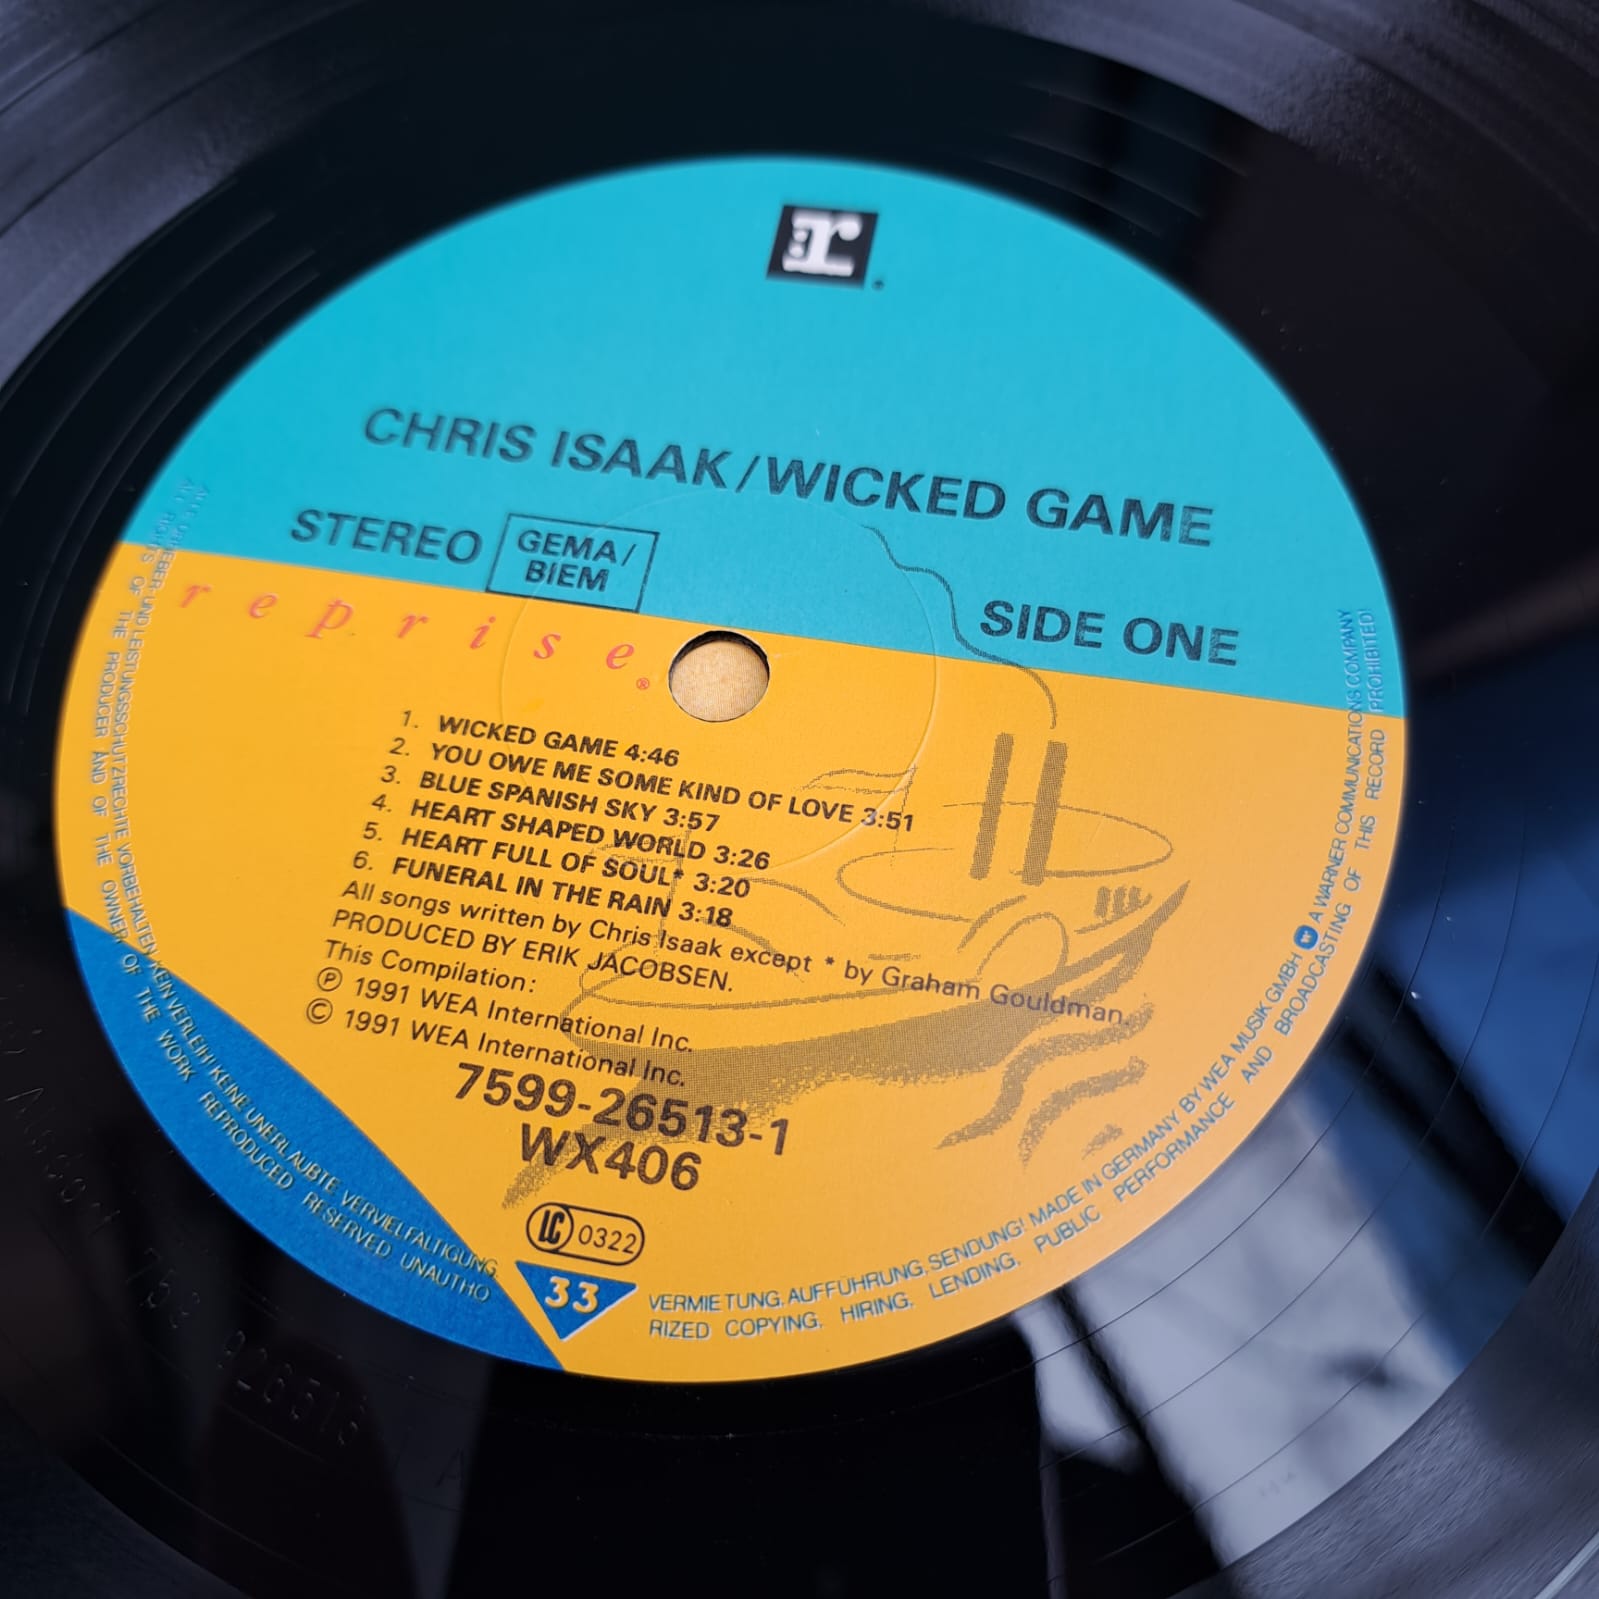 r
CHRIS ISAAK/WICKED GAME
STEREO
GEMA/
BIEM
SIDE ONE
reprise®
1. WICKED GAME 4:46
2. YOU OWE ME SOME KIND OF LOVE 3:51
3. BLUE SPANISH SKY 3:57
4. HEART SHAPED WORLD 3:26
5. HEART FULL OF SOUL* 3:20
6. FUNERAL IN THE RAIN 3:18
All songs written by Chris Isaak except * by Graham Gouldman.
PRODUCED BY ERIK JACOBSEN.
This Compilation:
℗ 1991 WEA International Inc.
© 1991 WEA International Inc.
7599-26513-1
WX406
LC 0322
33
ALLE URHEBER- UND LEISTUNGSSCHUTZRECHTE VORBEHALTEN. KEIN VERLEIH! KEINE UNERLAUBTE VERVIELFÄLTIGUNG, VERMIETUNG, AUFFÜHRUNG, SENDUNG! MADE IN GERMANY BY WEA MUSIK GMBH A WARNER COMMUNICATIONS COMPANY
ALL RIGHTS OF THE PRODUCER AND OF THE OWNER OF THE WORK REPRODUCED RESERVED UNAUTHORIZED COPYING, HIRING, LENDING, PUBLIC PERFORMANCE AND BROADCASTING OF THIS RECORD PROHIBITED!